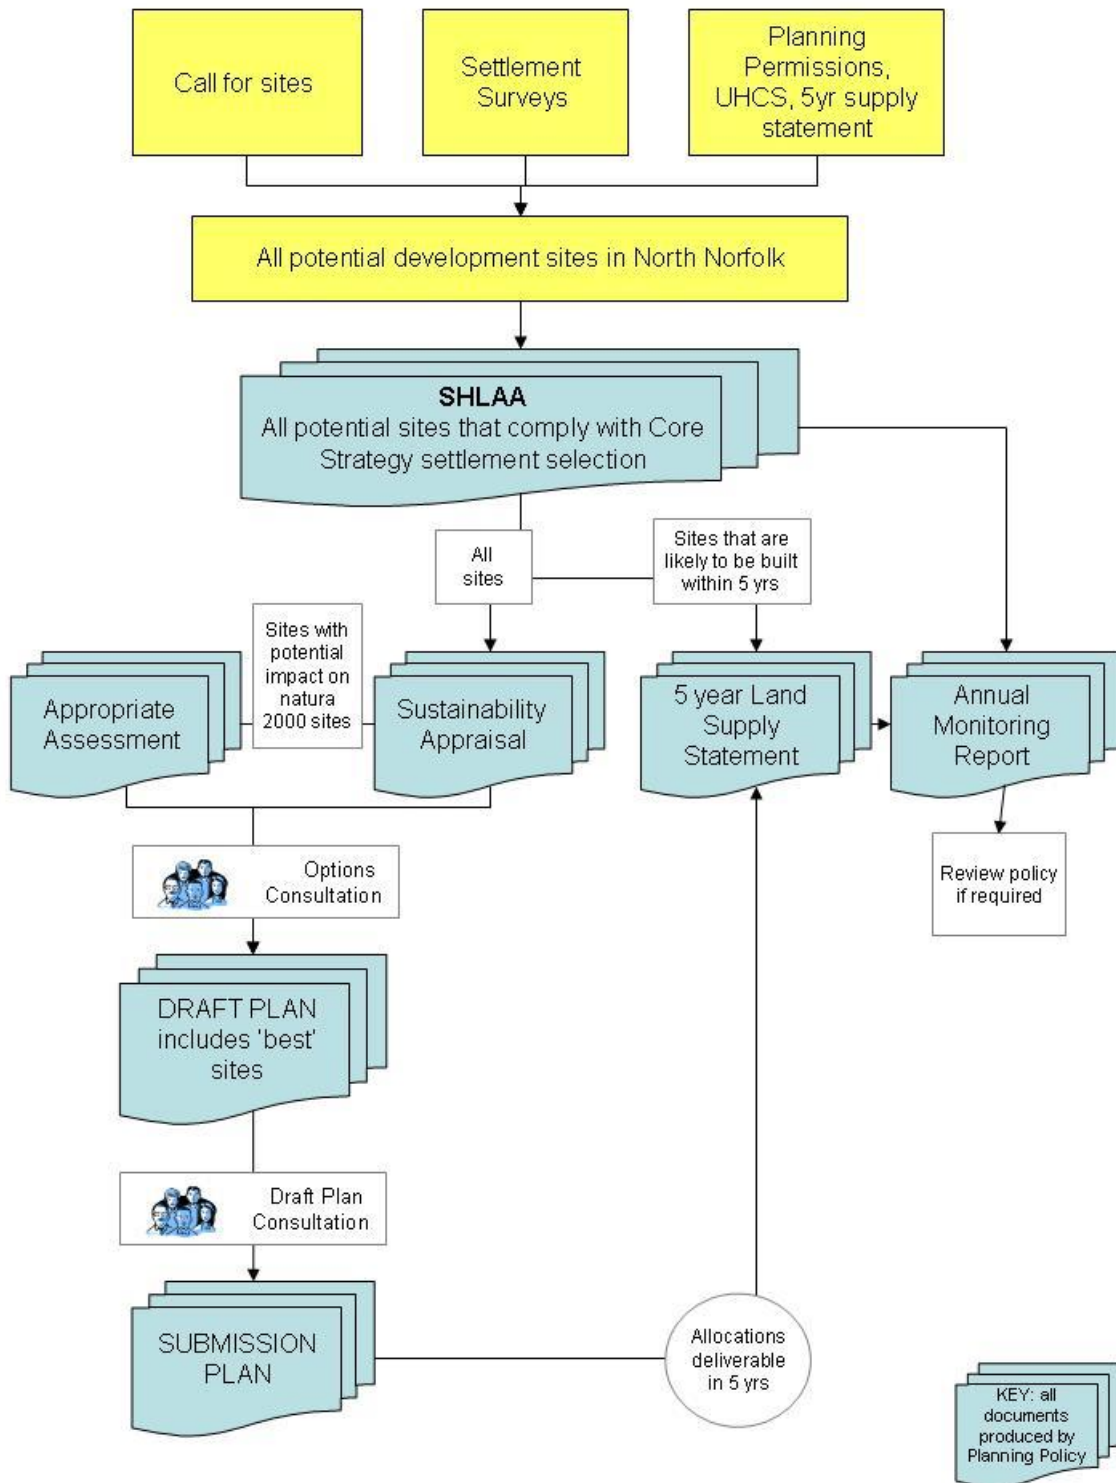 Call for sites
Settlement
Surveys
Planning
Permissions,
UHCS, 5yr supply
statement
All potential development sites in North Norfolk
SHLAA
All potential sites that comply with Core
Strategy settlement selection
All
sites
Sites that are
likely to be built
within 5 yrs
Sites with
potential
impact on
natura
2000 sites
Appropriate
Assessment
Sustainability
Appraisal
5 year Land
Supply
Statement
Annual
Monitoring
Report
Options
Consultation
Review policy
if required
DRAFT PLAN
includes 'best'
sites
Draft Plan
Consultation
SUBMISSION
PLAN
Allocations
deliverable
in 5 yrs
KEY: all
documents
produced by
Planning Policy